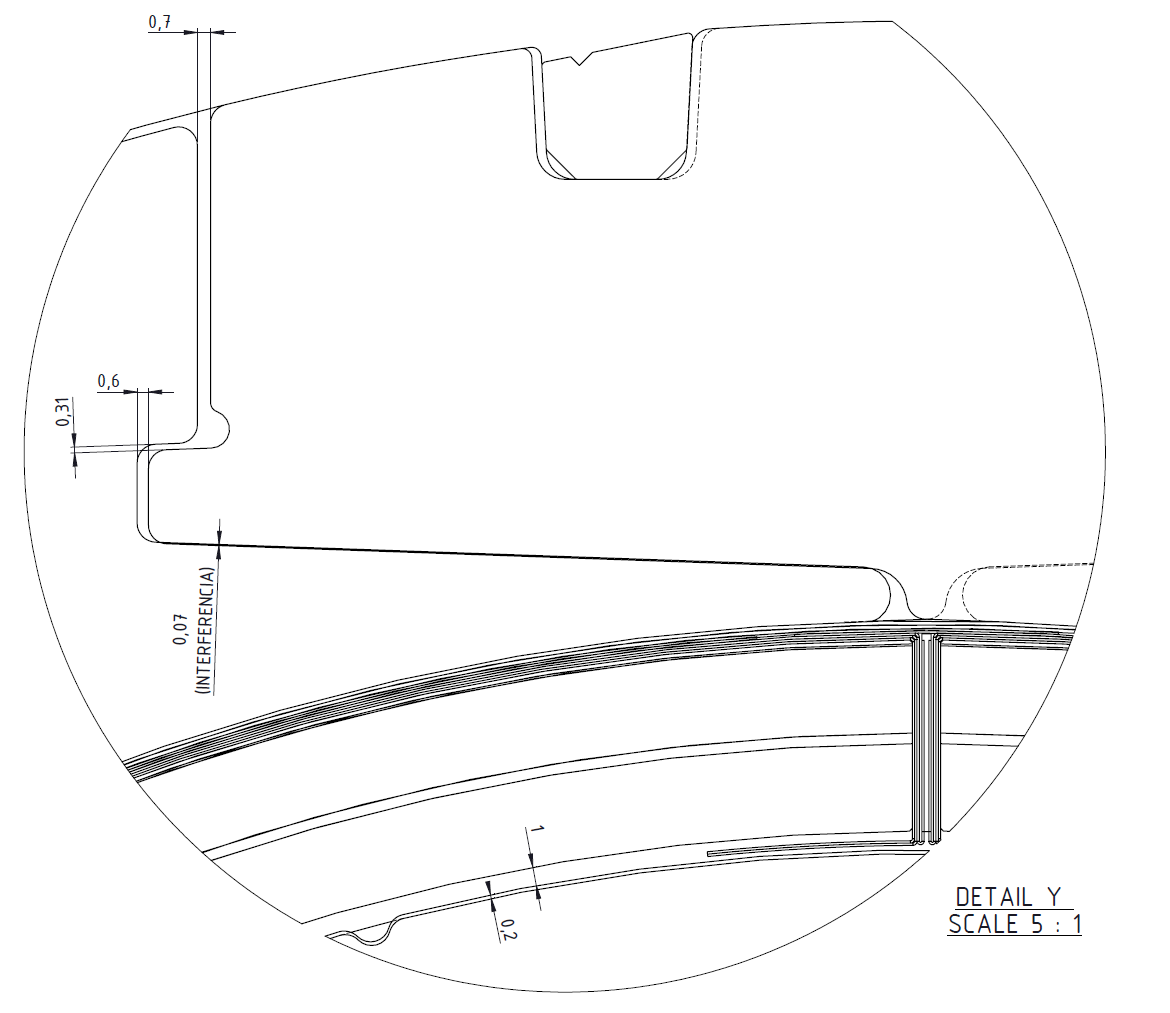 0,7
0,6
0,31
0,07
(INTERFERENCIA)
1
0,2
DETAIL Y
SCALE 5 : 1